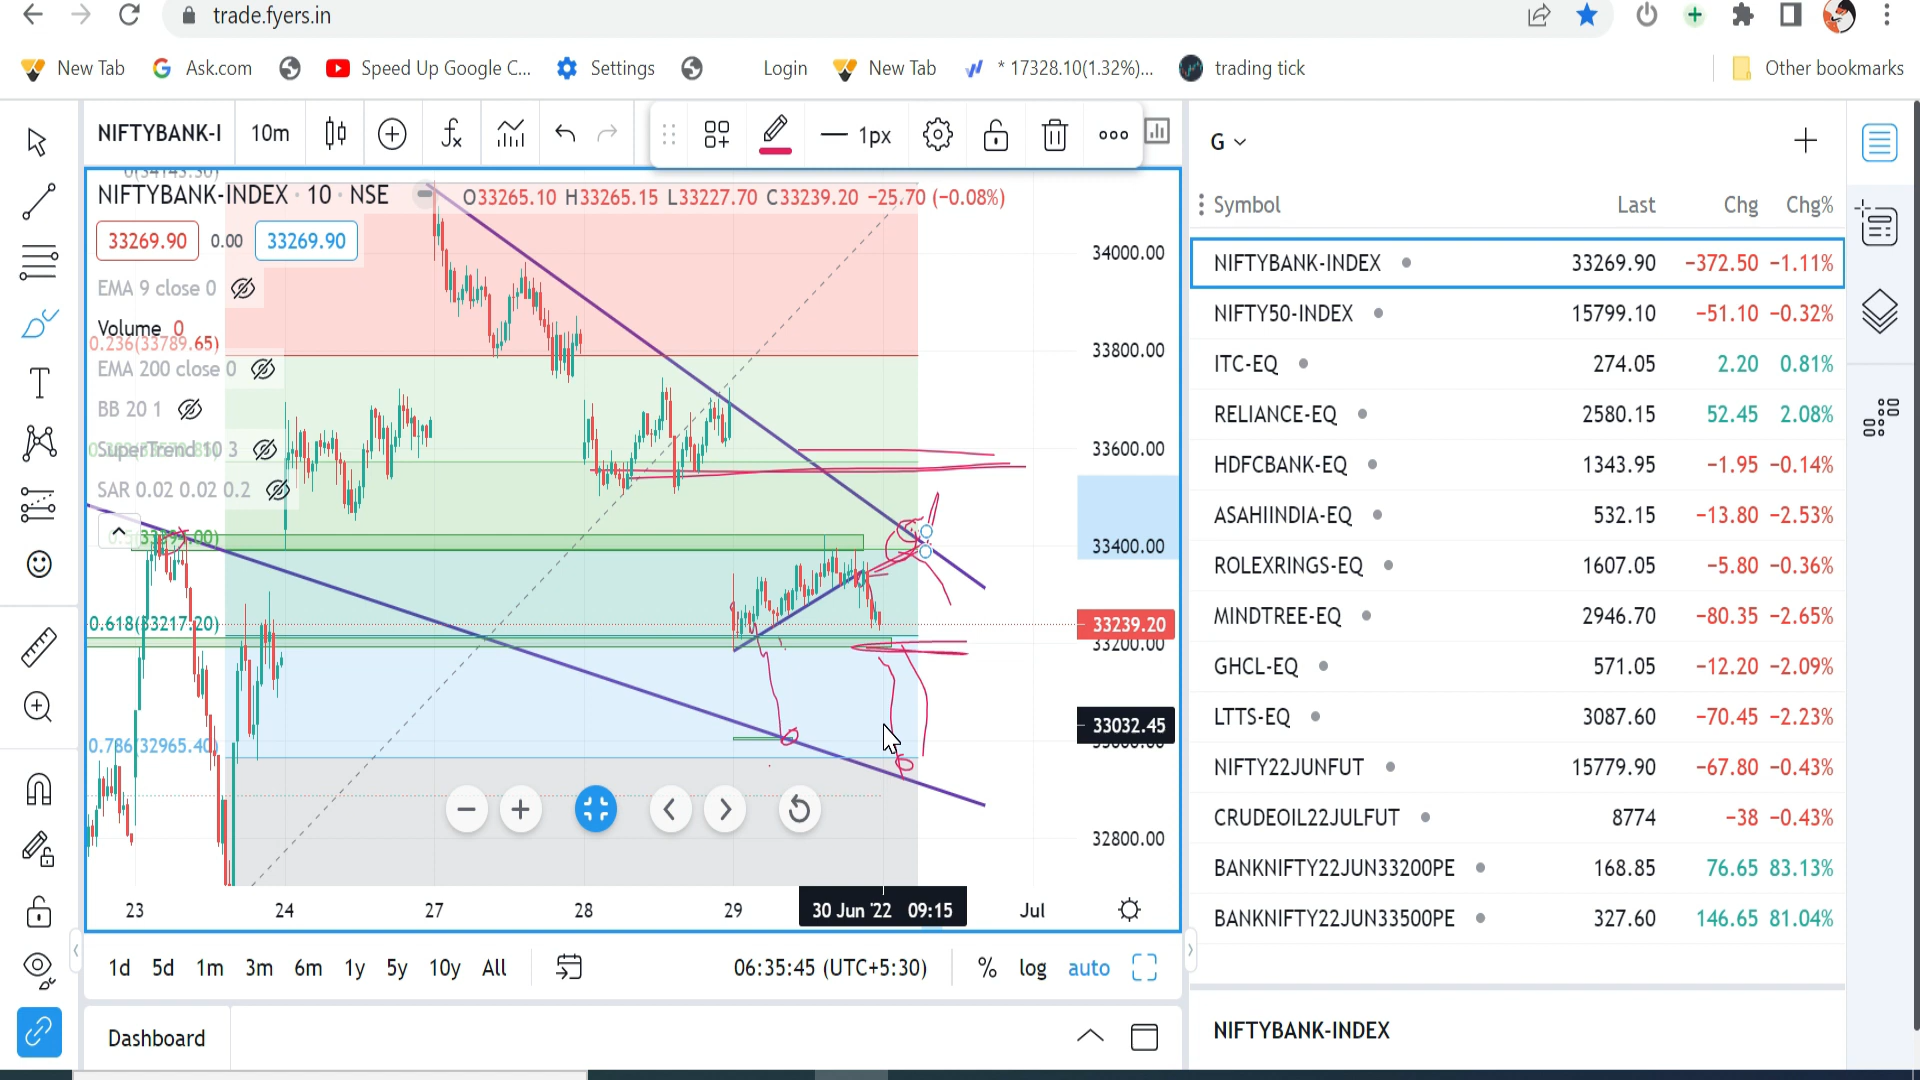 trade.fyers.in
New Tab Ask.com Speed Up Google C... Settings Login New Tab * 17328.10(1.32%)... trading tick Other bookmarks
NIFTYBANK-I 10m 1px
NIFTYBANK-INDEX · 10 · NSE O33265.10 H33265.15 L33227.70 C33239.20 −25.70 (−0.08%)
33269.90 0.00 33269.90
EMA 9 close 0
Volume 0
0.236(33789.65)
EMA 200 close 0
BB 20 1
SuperTrend 10 3
SAR 0.02 0.02 0.2
0.618(33217.20)
0.786(32965.40)
34000.00
33800.00
33600.00
33400.00
33239.20
33200.00
33032.45
32800.00
23 24 27 28 29 30 Jun '22 09:15 Jul
1d 5d 1m 3m 6m 1y 5y 10y All 06:35:45 (UTC+5:30) % log auto
Dashboard
G
Symbol Last Chg Chg%
NIFTYBANK-INDEX 33269.90 −372.50 −1.11%
NIFTY50-INDEX 15799.10 −51.10 −0.32%
ITC-EQ 274.05 2.20 0.81%
RELIANCE-EQ 2580.15 52.45 2.08%
HDFCBANK-EQ 1343.95 −1.95 −0.14%
ASAHIINDIA-EQ 532.15 −13.80 −2.53%
ROLEXRINGS-EQ 1607.05 −5.80 −0.36%
MINDTREE-EQ 2946.70 −80.35 −2.65%
GHCL-EQ 571.05 −12.20 −2.09%
LTTS-EQ 3087.60 −70.45 −2.23%
NIFTY22JUNFUT 15779.90 −67.80 −0.43%
CRUDEOIL22JULFUT 8774 −38 −0.43%
BANKNIFTY22JUN33200PE 168.85 76.65 83.13%
BANKNIFTY22JUN33500PE 327.60 146.65 81.04%
NIFTYBANK-INDEX